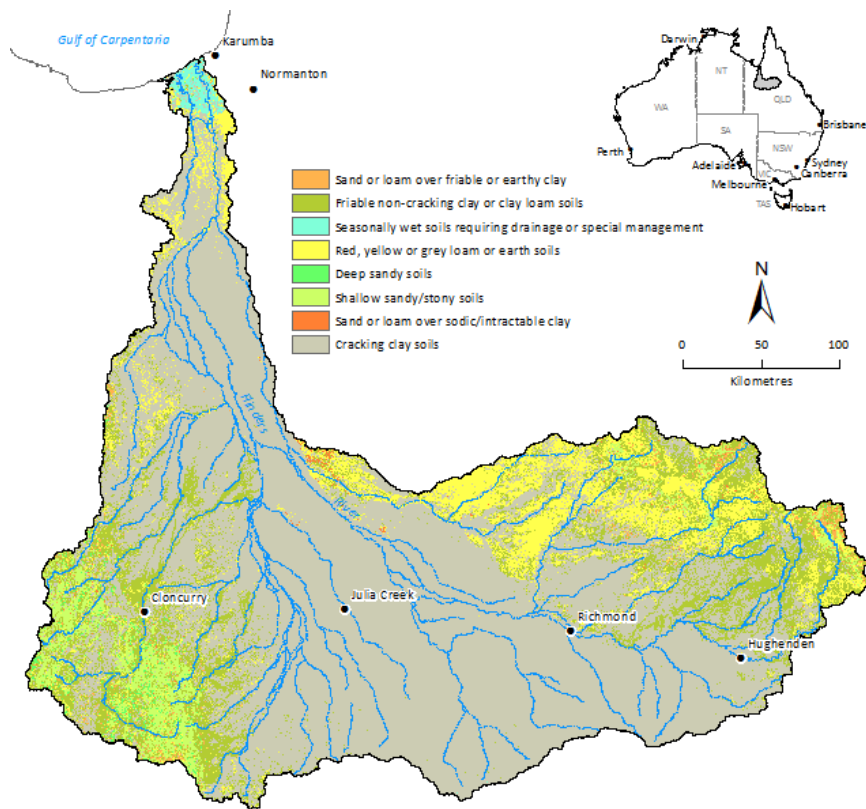 Gulf of Carpentaria
Karumba
Normanton
Darwin
NT
WA
QLD
SA
Brisbane
NSW
Perth
Adelaide
Sydney
Canberra
VIC
Melbourne
TAS
Hobart
Sand or loam over friable or earthy clay
Friable non-cracking clay or clay loam soils
Seasonally wet soils requiring drainage or special management
Red, yellow or grey loam or earth soils
Deep sandy soils
Shallow sandy/stony soils
Sand or loam over sodic/intractable clay
Cracking clay soils
N
0 50 100
Kilometres
Flinders
River
Cloncurry
Julia Creek
Richmond
Hughenden